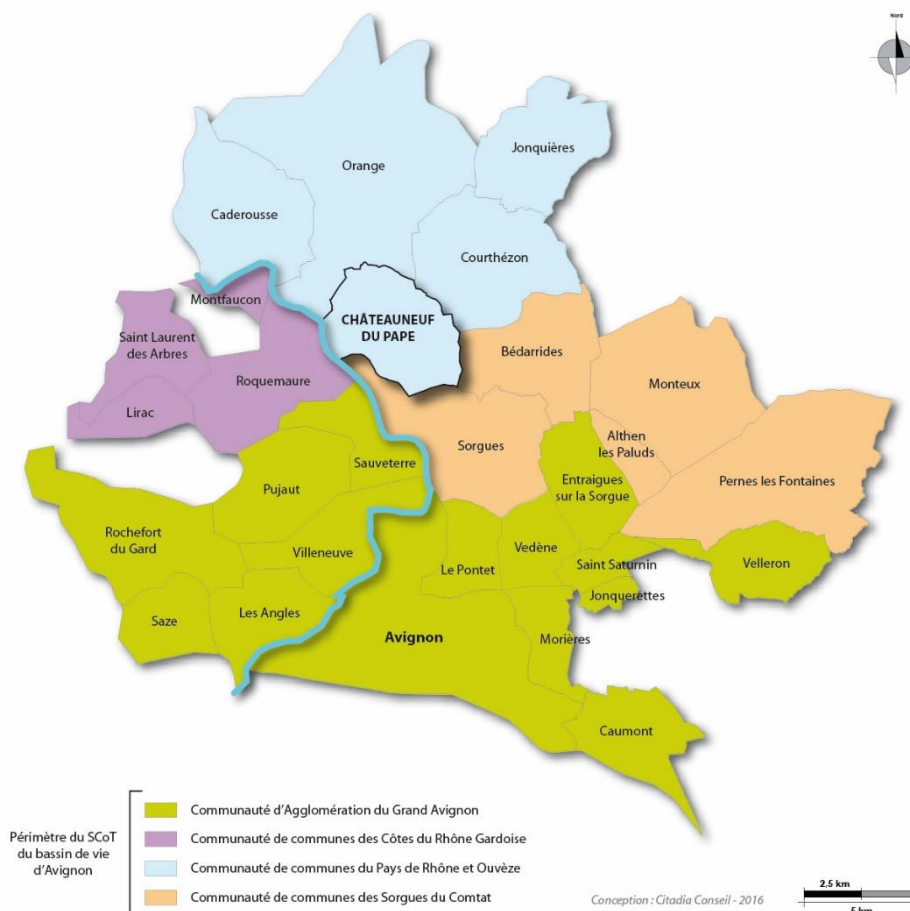 Nord
Jonquières
Orange
Caderousse
Courthézon
Montfaucon
CHÂTEAUNEUF
DU PAPE
Saint Laurent
des Arbres
Bédarrides
Roquemaure
Monteux
Lirac
Althen
les Paluds
Sorgues
Sauveterre
Entraigues
sur la Sorgue
Pernes les Fontaines
Pujaut
Rochefort
du Gard
Villeneuve
Vedène
Le Pontet
Saint Saturnin
Velleron
Jonquerettes
Les Angles
Saze
Avignon
Morières
Caumont
Périmètre du SCoT
du bassin de vie
d'Avignon
Communauté d'Agglomération du Grand Avignon
Communauté de communes des Côtes du Rhône Gardoise
Communauté de communes du Pays de Rhône et Ouvèze
Communauté de communes des Sorgues du Comtat
Conception : Citadia Conseil - 2016
2,5 km
5 km